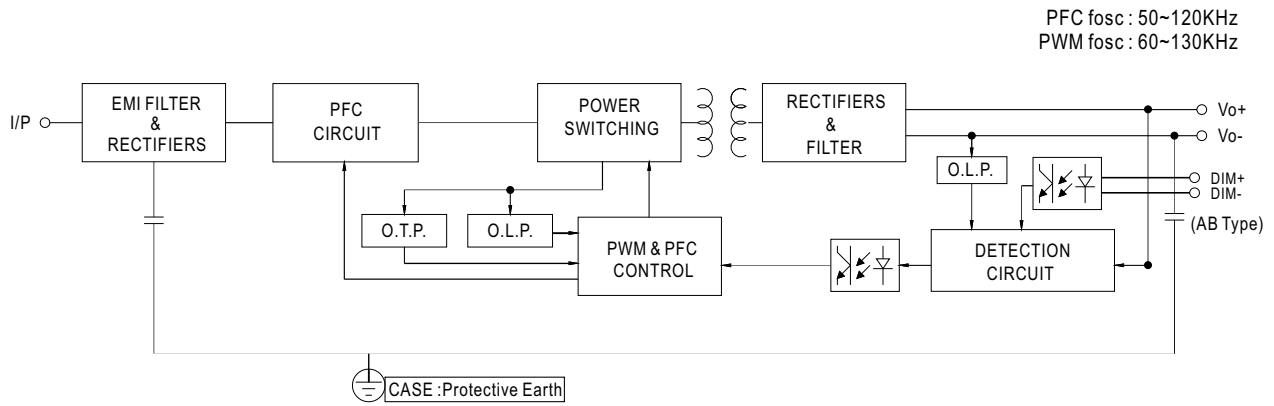 PFC fosc : 50~120KHz
PWM fosc : 60~130KHz
I/P
EMI FILTER
&
RECTIFIERS
PFC
CIRCUIT
POWER
SWITCHING
RECTIFIERS
&
FILTER
Vo+
Vo-
O.L.P.
DIM+
DIM-
(AB Type)
O.T.P.
O.L.P.
PWM & PFC
CONTROL
DETECTION
CIRCUIT
CASE :Protective Earth